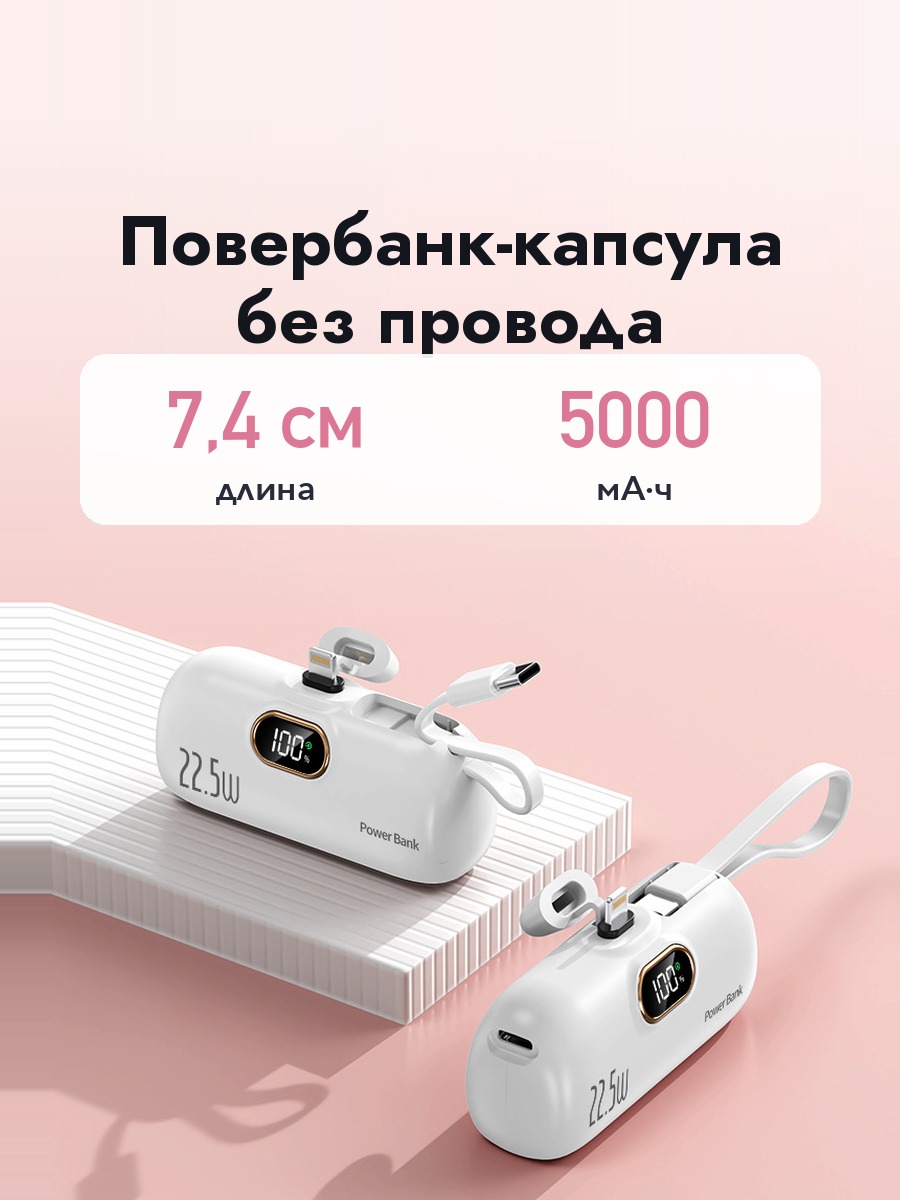 Повербанк-капсула
без провода
7,4 см
длина
5000
мА·ч
100%
22.5W
Power Bank
100%
Power Bank
22.5W